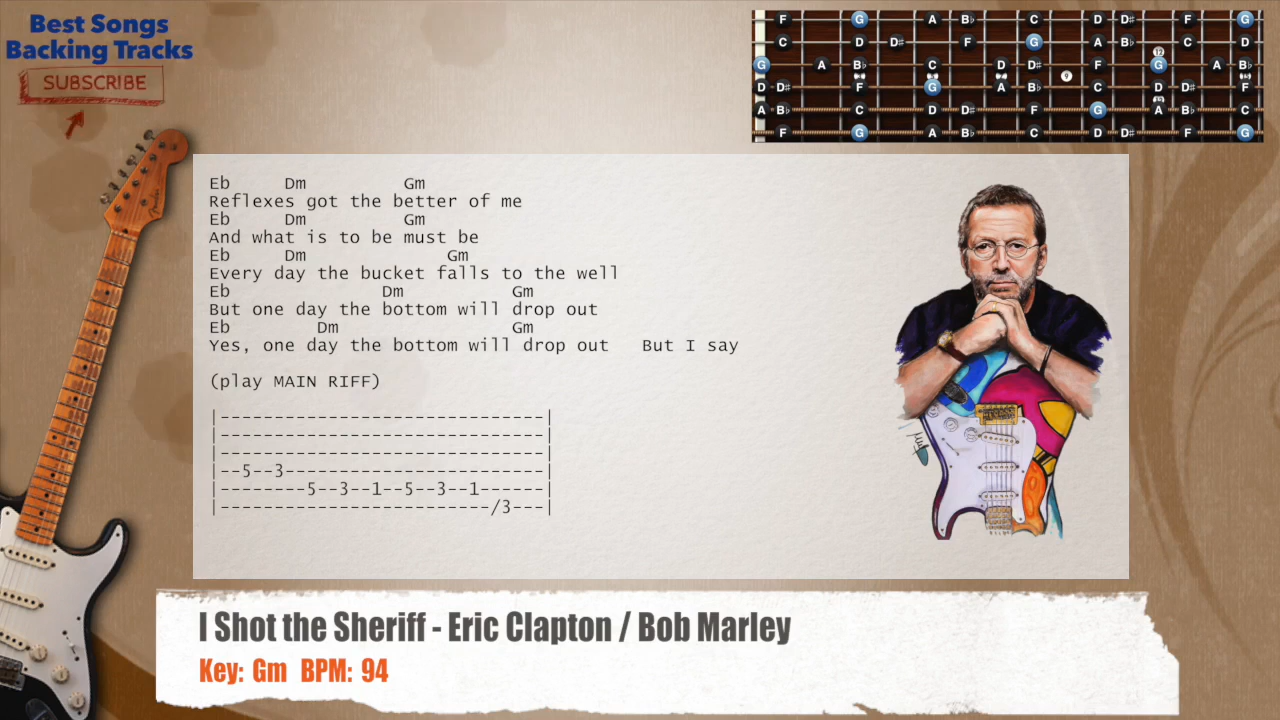 Best Songs
Backing Tracks
SUBSCRIBE
F G A B♭ C D D# F G
C D D# F G A B♭ C D
12
G A B♭ C D D# F G A B♭
9
D D# F G A B♭ C D D# F
A B♭ C D D# F G A B♭ C
F G A B♭ C D D# F G
Fender
Eb     Dm         Gm
Reflexes got the better of me
Eb     Dm         Gm
And what is to be must be
Eb     Dm             Gm
Every day the bucket falls to the well
Eb              Dm          Gm
But one day the bottom will drop out
Eb        Dm                Gm
Yes, one day the bottom will drop out   But I say
(play MAIN RIFF)
|------------------------------|
|------------------------------|
|------------------------------|
|--5--3------------------------|
|--------5--3--1--5--3--1------|
|-------------------------/3---|
I Shot the Sheriff - Eric Clapton / Bob Marley
Key: Gm BPM: 94